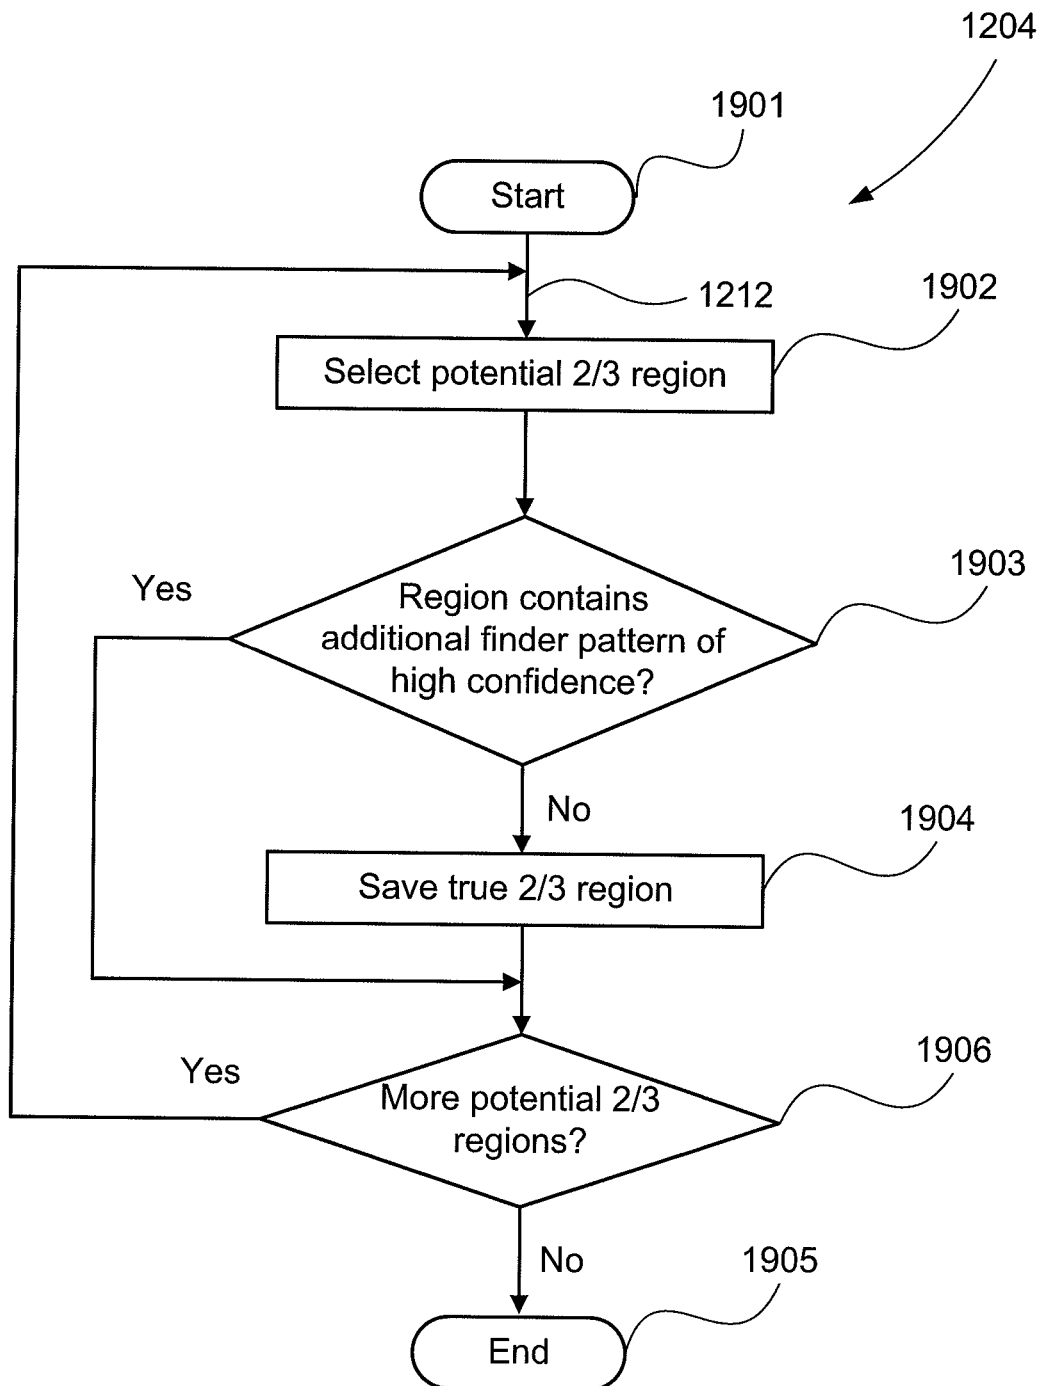 1204
1901
Start
1212
1902
Select potential 2/3 region
Yes
1903
Region contains
additional finder pattern of
high confidence?
No
1904
Save true 2/3 region
Yes
1906
More potential 2/3
regions?
No
1905
End